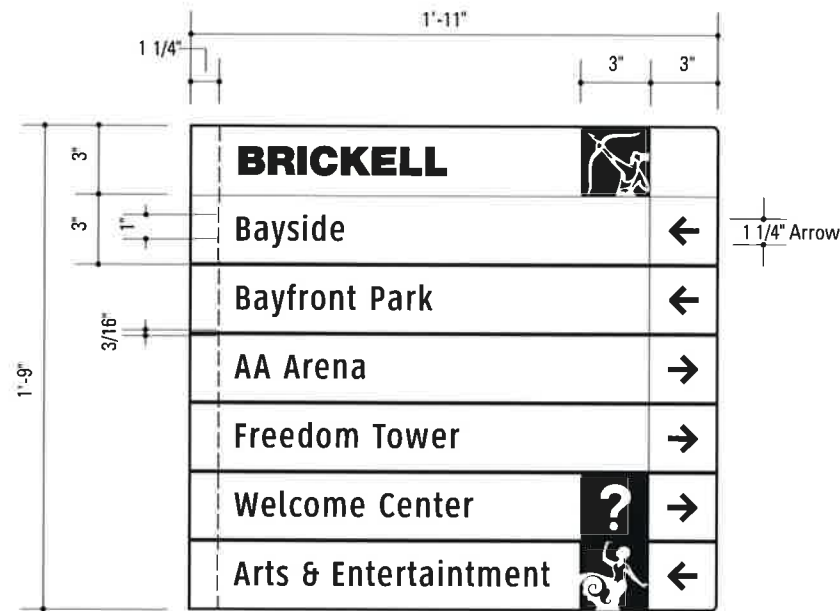 1'-11"
1 1/4"
3" 3"
3" BRICKELL
3" 1" Bayside ← 1 1/4" Arrow
Bayfront Park ←
3/16"
1'-9" AA Arena →
Freedom Tower →
Welcome Center ? →
Arts & Entertaintment ←